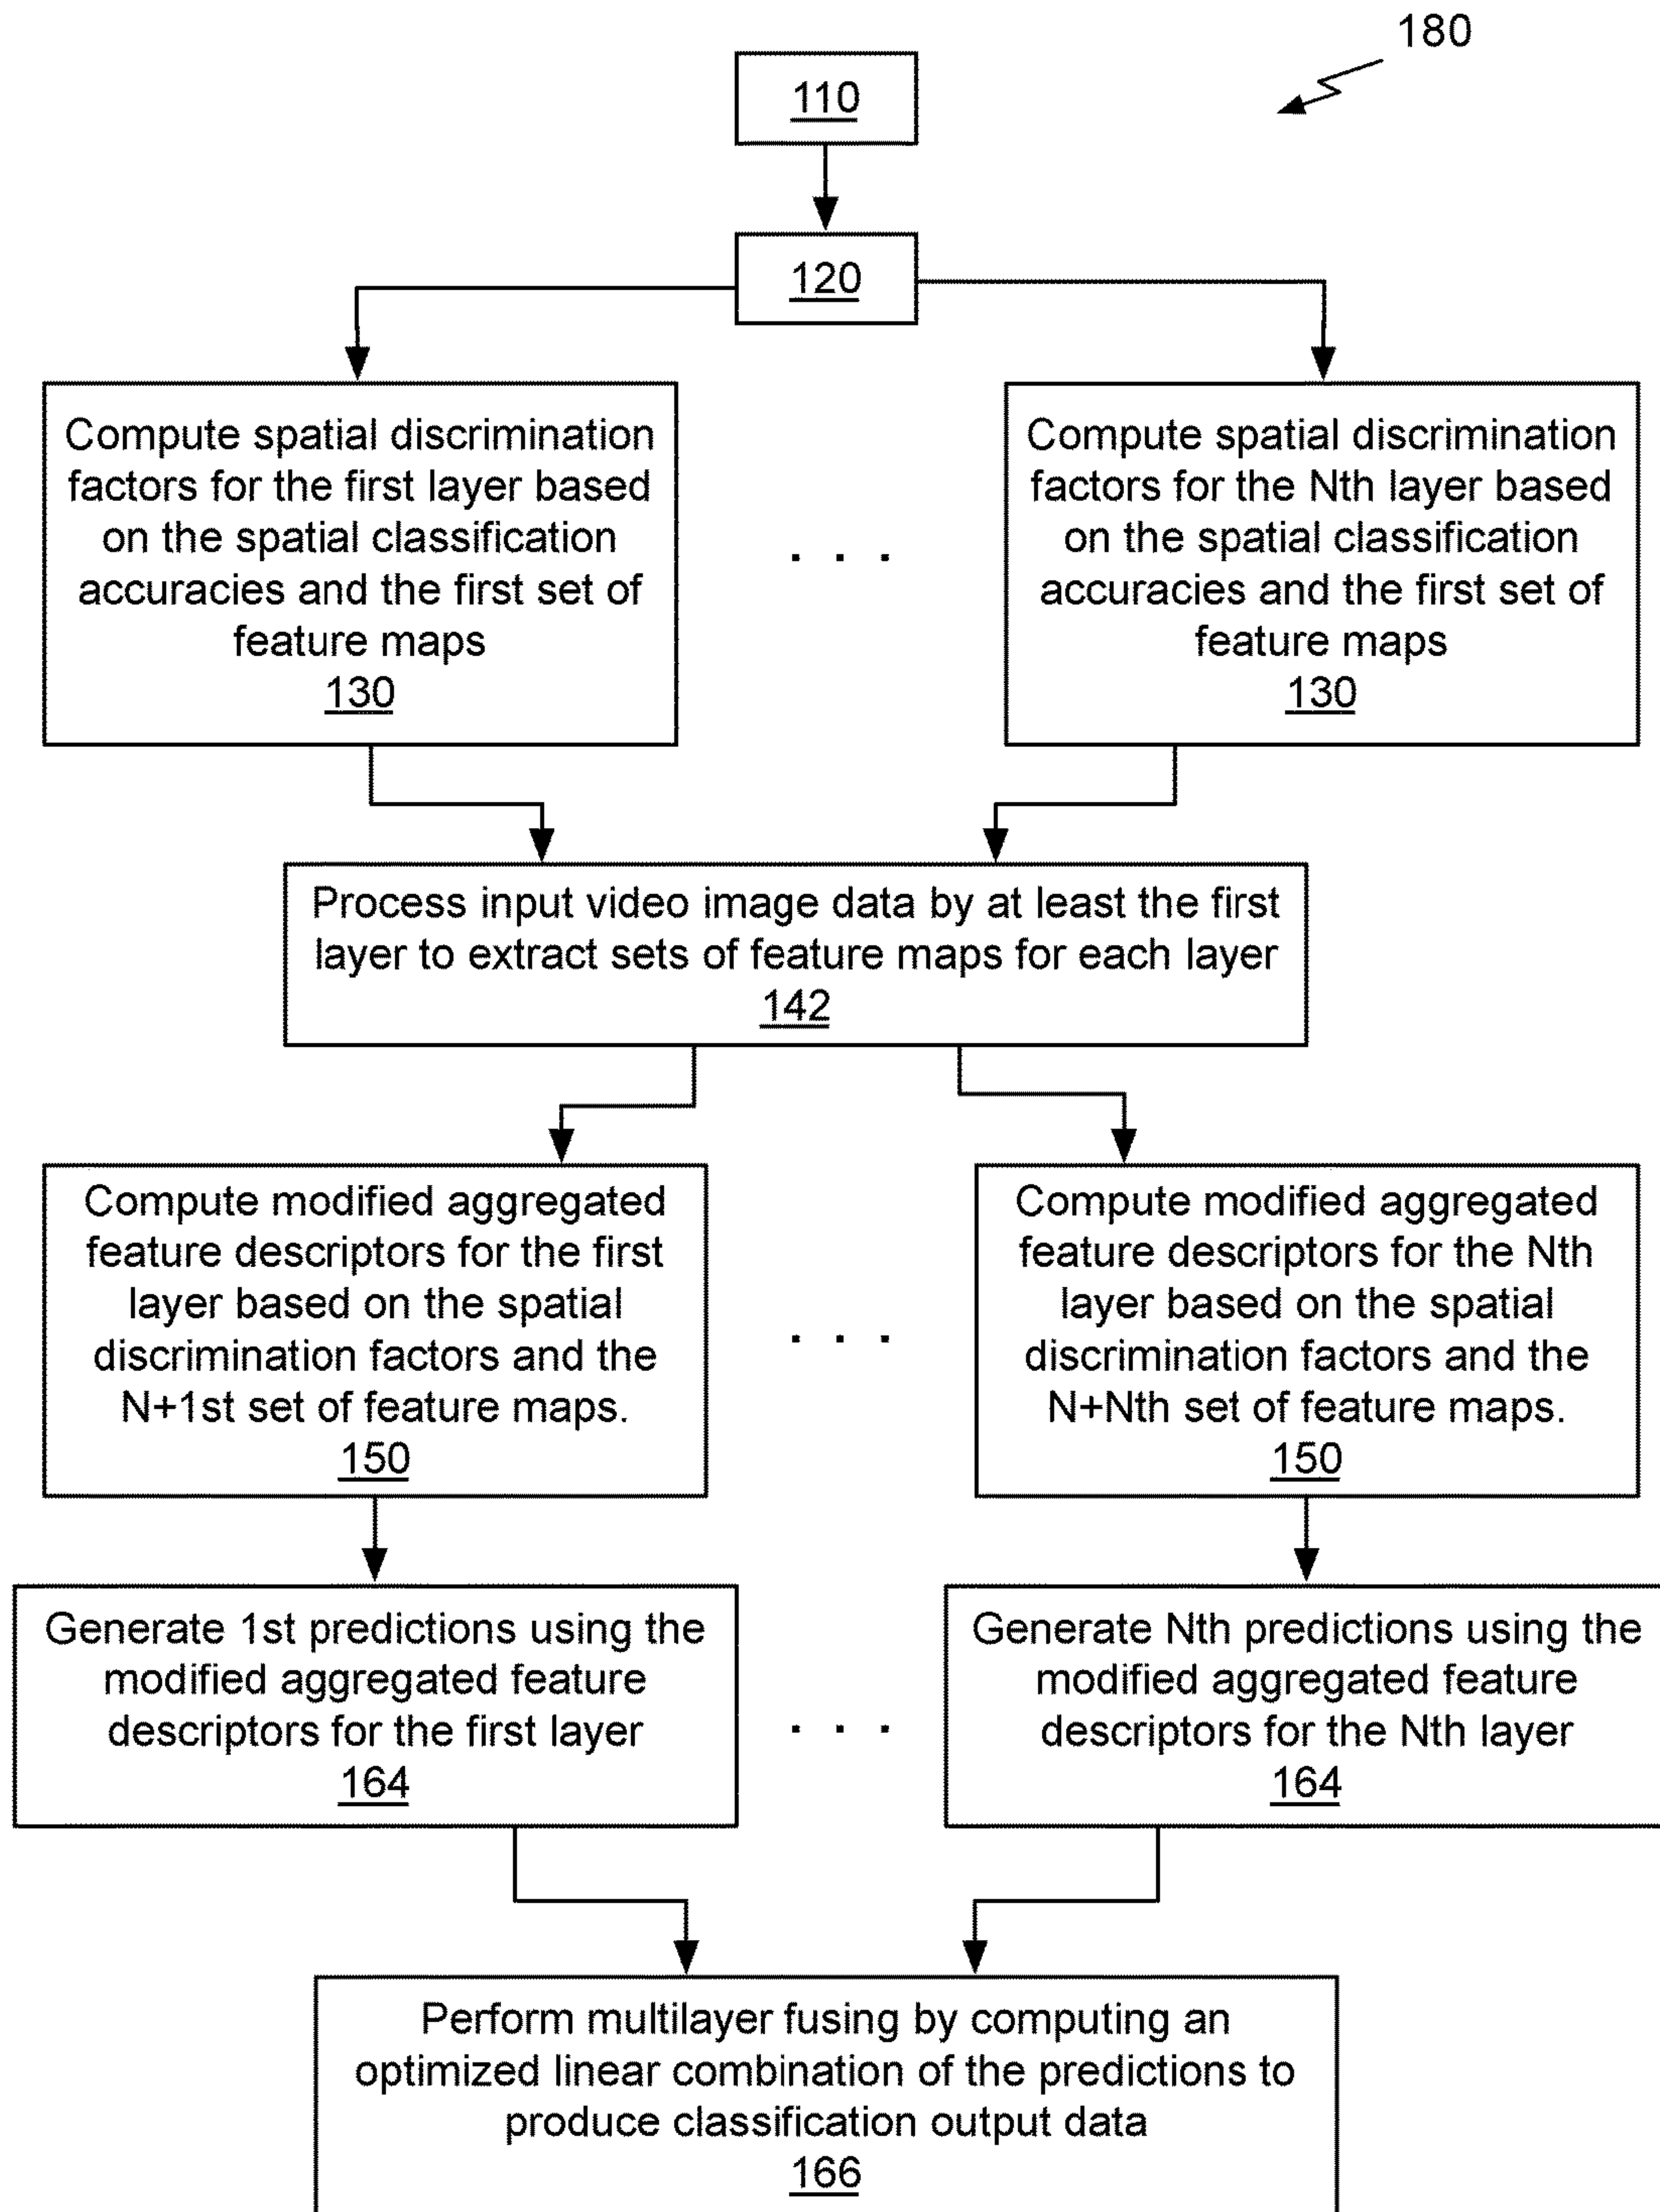 180
110
120
Compute spatial discrimination
factors for the first layer based
on the spatial classification
accuracies and the first set of
feature maps
130
. . .
Compute spatial discrimination
factors for the Nth layer based
on the spatial classification
accuracies and the first set of
feature maps
130
Process input video image data by at least the first
layer to extract sets of feature maps for each layer
142
Compute modified aggregated
feature descriptors for the first
layer based on the spatial
discrimination factors and the
N+1st set of feature maps.
150
. . .
Compute modified aggregated
feature descriptors for the Nth
layer based on the spatial
discrimination factors and the
N+Nth set of feature maps.
150
Generate 1st predictions using the
modified aggregated feature
descriptors for the first layer
164
. . .
Generate Nth predictions using the
modified aggregated feature
descriptors for the Nth layer
164
Perform multilayer fusing by computing an
optimized linear combination of the predictions to
produce classification output data
166